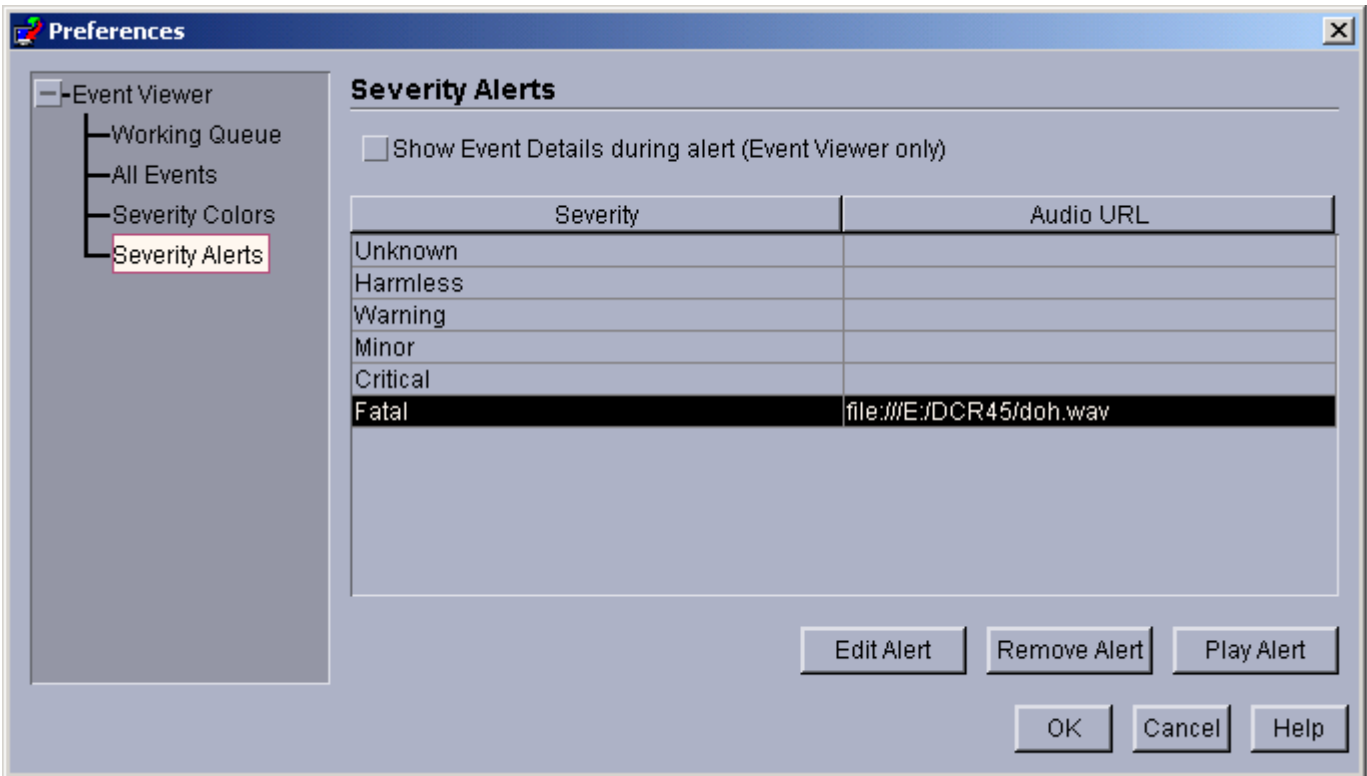 Preferences
Event Viewer
Working Queue
All Events
Severity Colors
Severity Alerts
Severity Alerts
Show Event Details during alert (Event Viewer only)
Severity Audio URL
Unknown
Harmless
Warning
Minor
Critical
Fatal file:///E:/DCR45/doh.wav
Edit Alert Remove Alert Play Alert
OK Cancel Help